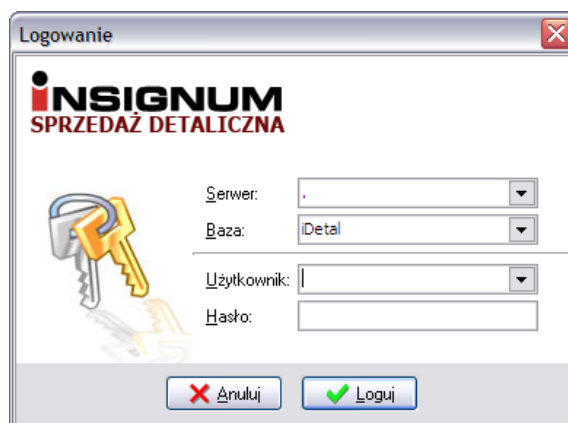 Logowanie
iNSIGNUM
SPRZEDAŻ DETALICZNA
Serwer: .
Baza: iDetal
Użytkownik:
Hasło:
Anuluj Loguj